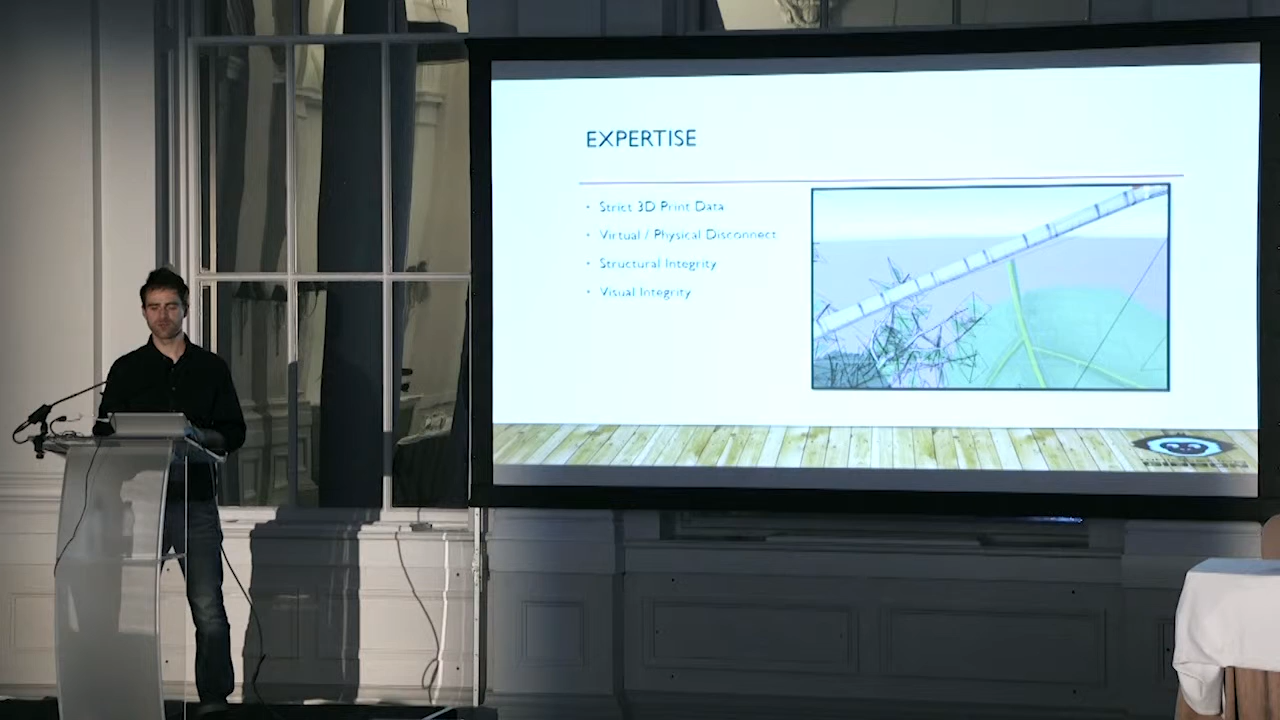 EXPERTISE
• Strict 3D Print Data
• Virtual / Physical Disconnect
• Structural Integrity
• Visual Integrity